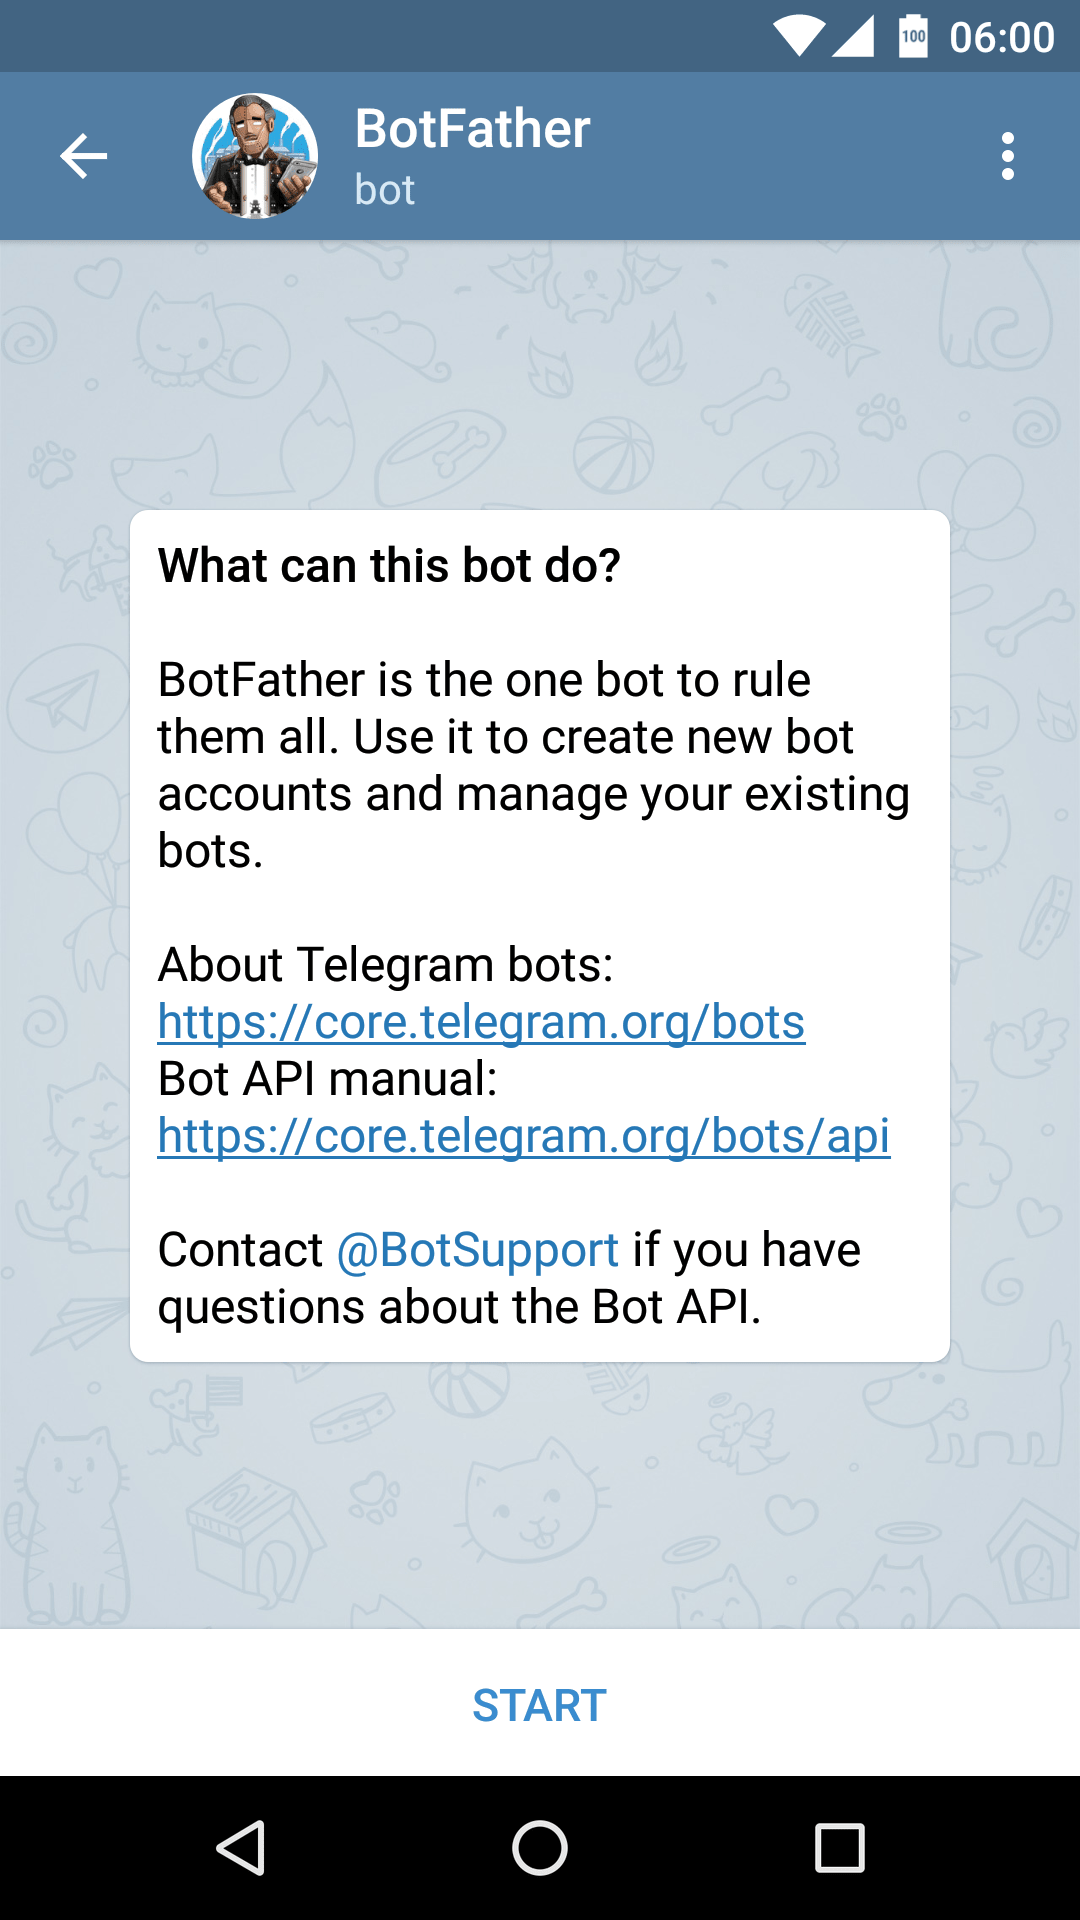 100 06:00
BotFather
bot
What can this bot do?
BotFather is the one bot to rule
them all. Use it to create new bot
accounts and manage your existing
bots.
About Telegram bots:
https://core.telegram.org/bots
Bot API manual:
https://core.telegram.org/bots/api
Contact @BotSupport if you have
questions about the Bot API.
START